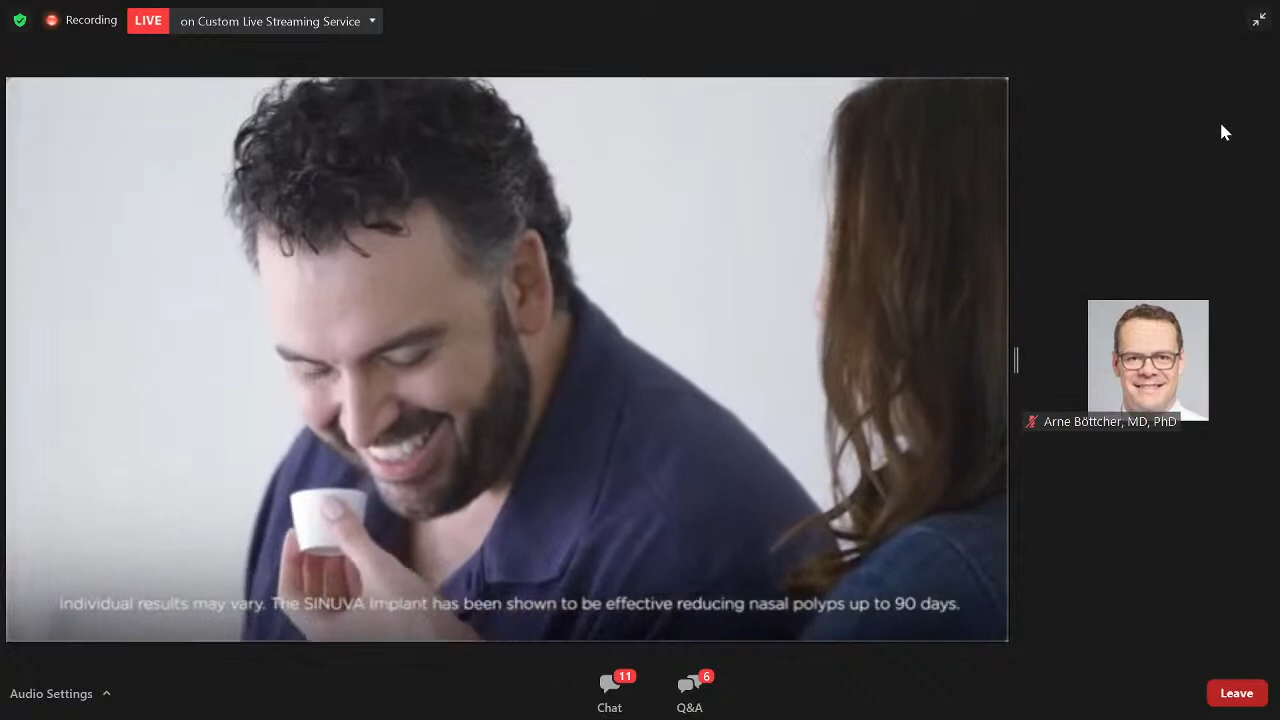 Recording
LIVE
on Custom Live Streaming Service
Arne Böttcher, MD, PhD
Individual results may vary. The SINUVA Implant has been shown to be effective reducing nasal polyps up to 90 days.
Audio Settings
11
Chat
6
Q&A
Leave